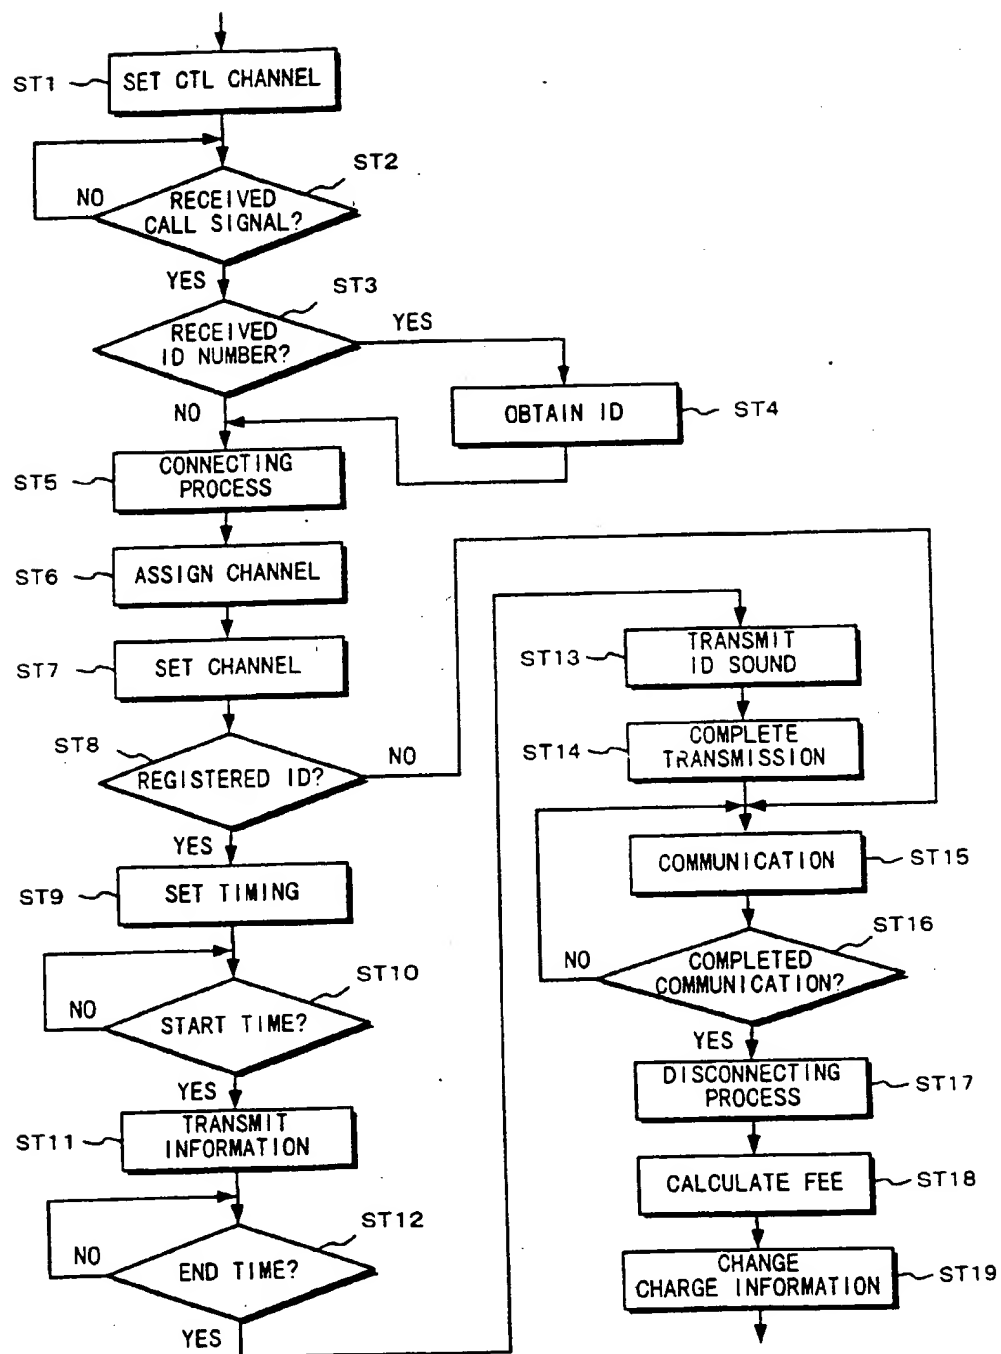 ST1
SET CTL CHANNEL
ST2
RECEIVED
CALL SIGNAL?
NO
YES
ST3
RECEIVED
ID NUMBER?
YES
NO
OBTAIN ID
ST4
ST5
CONNECTING
PROCESS
ST6
ASSIGN CHANNEL
ST7
SET CHANNEL
ST8
REGISTERED ID?
NO
YES
ST9
SET TIMING
ST10
NO
START TIME?
YES
ST11
TRANSMIT
INFORMATION
ST12
NO
END TIME?
YES
ST13
TRANSMIT
ID SOUND
ST14
COMPLETE
TRANSMISSION
COMMUNICATION
ST15
ST16
NO
COMPLETED
COMMUNICATION?
YES
DISCONNECTING
PROCESS
ST17
CALCULATE FEE
ST18
CHANGE
CHARGE INFORMATION
ST19